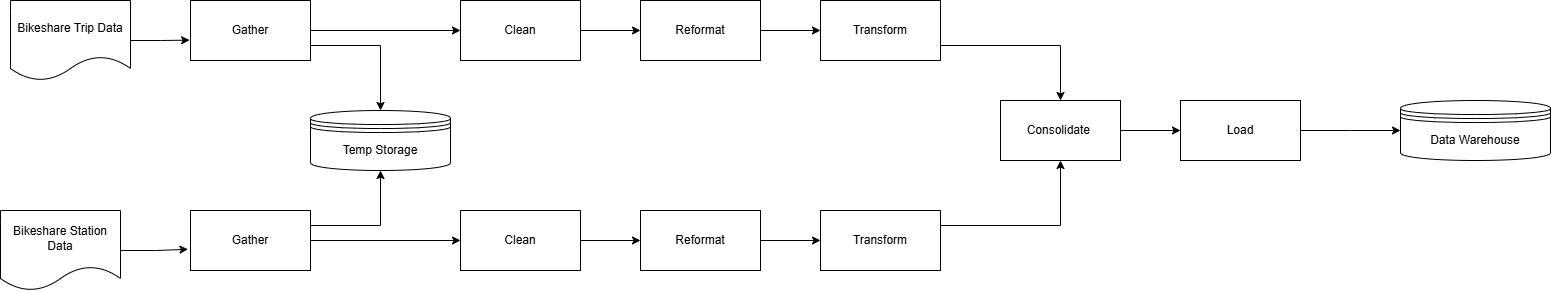 Bikeshare Trip Data
Gather
Clean
Reformat
Transform
Temp Storage
Consolidate
Load
Data Warehouse
Bikeshare Station
Data
Gather
Clean
Reformat
Transform